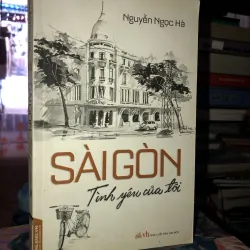 Nguyễn Ngọc Hà
SÀI GÒN
Tình yêu của tôi